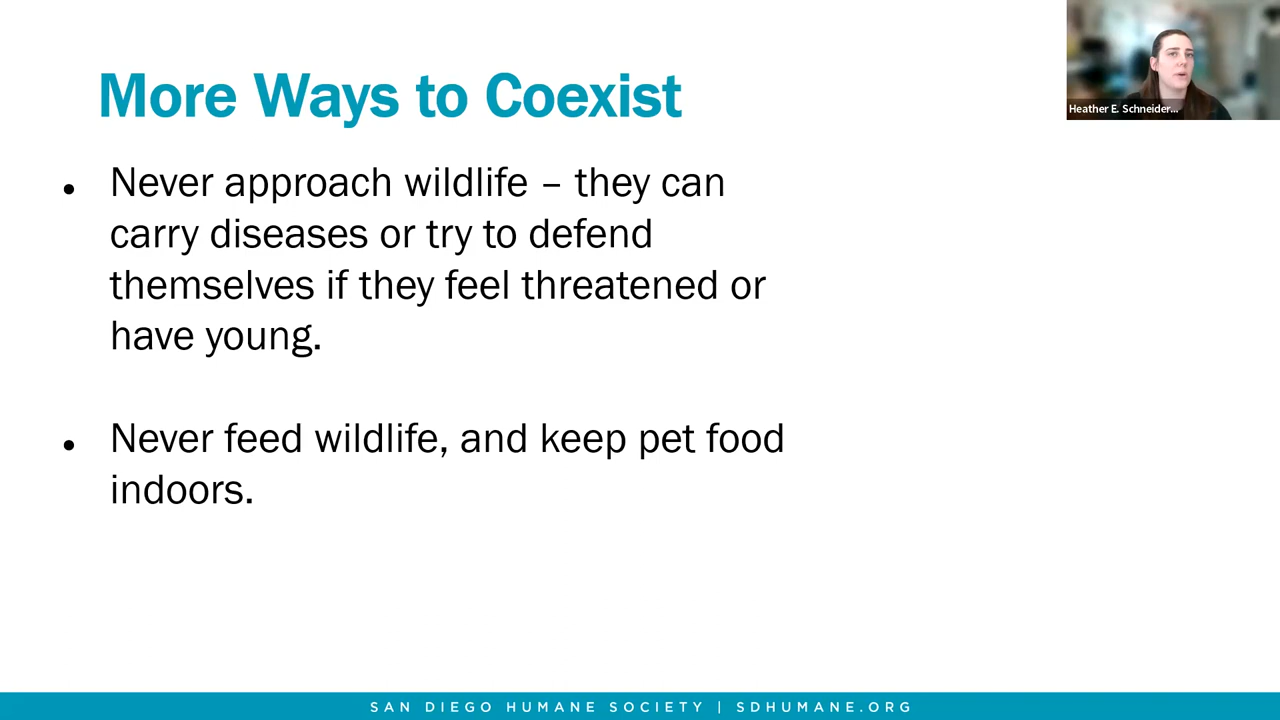 More Ways to Coexist
Heather E. Schneider...
• Never approach wildlife – they can
carry diseases or try to defend
themselves if they feel threatened or
have young.
• Never feed wildlife, and keep pet food
indoors.
SAN DIEGO HUMANE SOCIETY | SDHUMANE.ORG